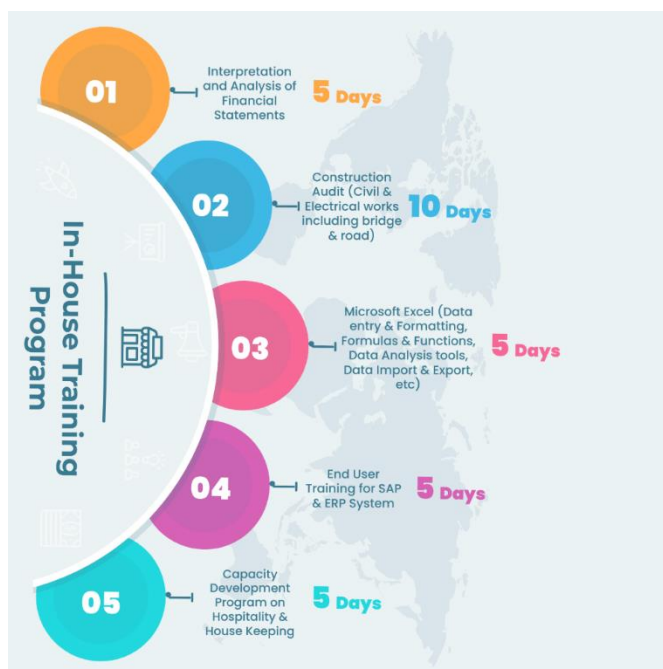 In-House Training
Program
01
Interpretation
and Analysis of
Financial
Statements
5 Days
02
Construction
Audit (Civil &
Electrical works
including bridge
& road)
10 Days
03
Microsoft Excel (Data
entry & Formatting,
Formulas & Functions,
Data Analysis tools,
Data Import & Export,
etc)
5 Days
04
End User
Training for SAP
& ERP System
5 Days
05
Capacity
Development
Program on
Hospitality &
House Keeping
5 Days